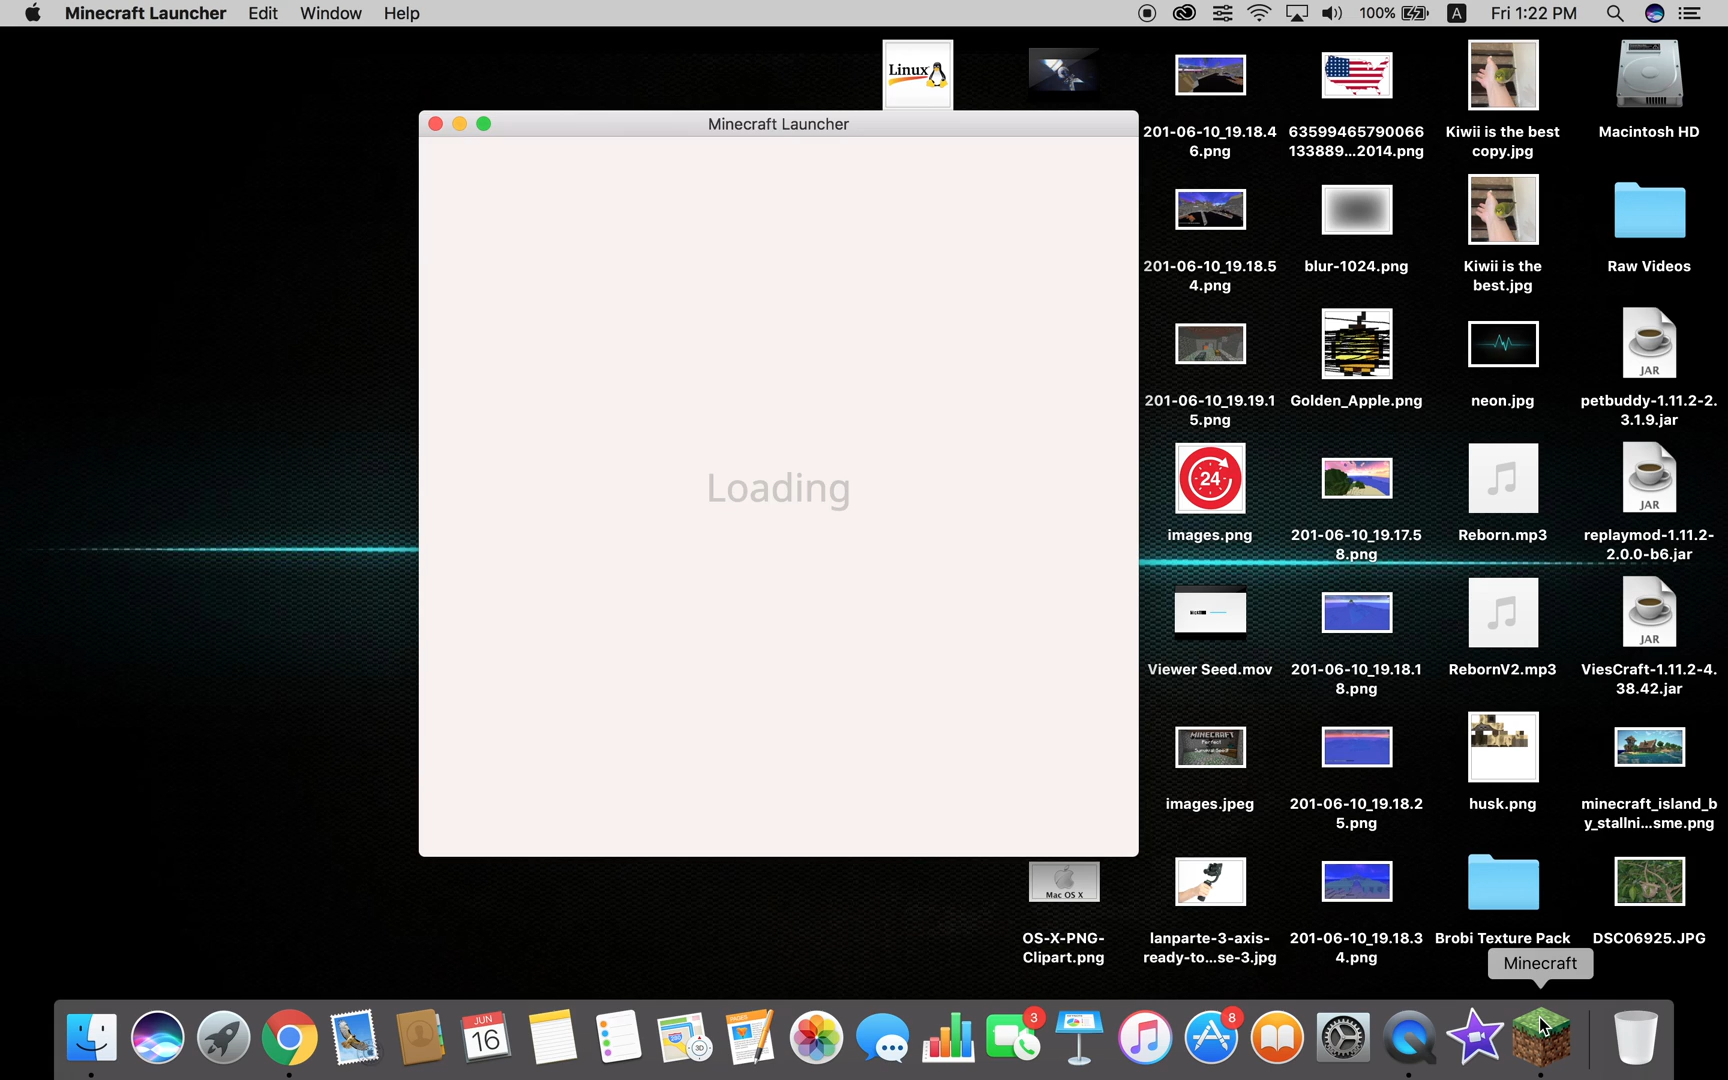 Minecraft Launcher Edit Window Help
100% A Fri 1:22 PM
Linux
Minecraft Launcher
Loading
201-06-10_19.18.4
6.png
63599465790066
133889...2014.png
Kiwii is the best
copy.jpg
Macintosh HD
201-06-10_19.18.5
4.png
blur-1024.png
Kiwii is the
best.jpg
Raw Videos
JAR
201-06-10_19.19.1
5.png
Golden_Apple.png
neon.jpg
petbuddy-1.11.2-2.
3.1.9.jar
24
JAR
images.png
201-06-10_19.17.5
8.png
Reborn.mp3
replaymod-1.11.2-
2.0.0-b6.jar
JAR
Viewer Seed.mov
201-06-10_19.18.1
8.png
RebornV2.mp3
ViesCraft-1.11.2-4.
38.42.jar
MINECRAFT
images.jpeg
201-06-10_19.18.2
5.png
husk.png
minecraft_island_b
y_stallni...sme.png
Mac OS X
OS-X-PNG-
Clipart.png
lanparte-3-axis-
ready-to...se-3.jpg
201-06-10_19.18.3
4.png
Brobi Texture Pack
DSC06925.JPG
Minecraft
JUN
16
PAGES
3
8